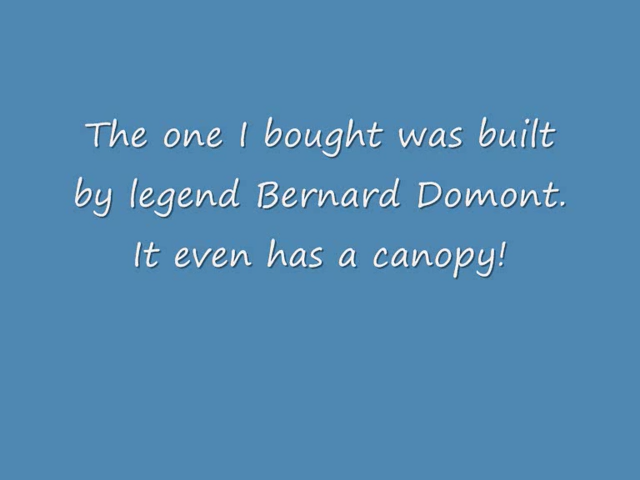 The one I bought was built
by legend Bernard Domont.
It even has a canopy!